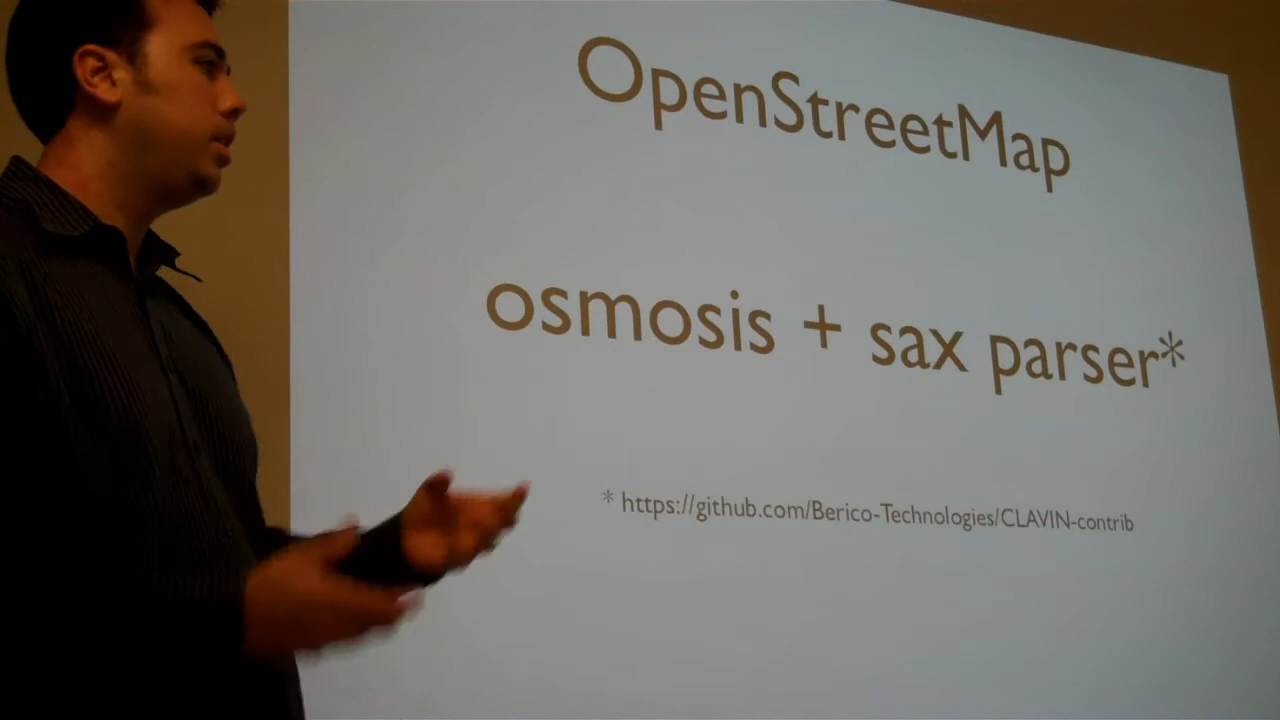 OpenStreetMap
osmosis + sax parser*
* https://github.com/Berico-Technologies/CLAVIN-contrib